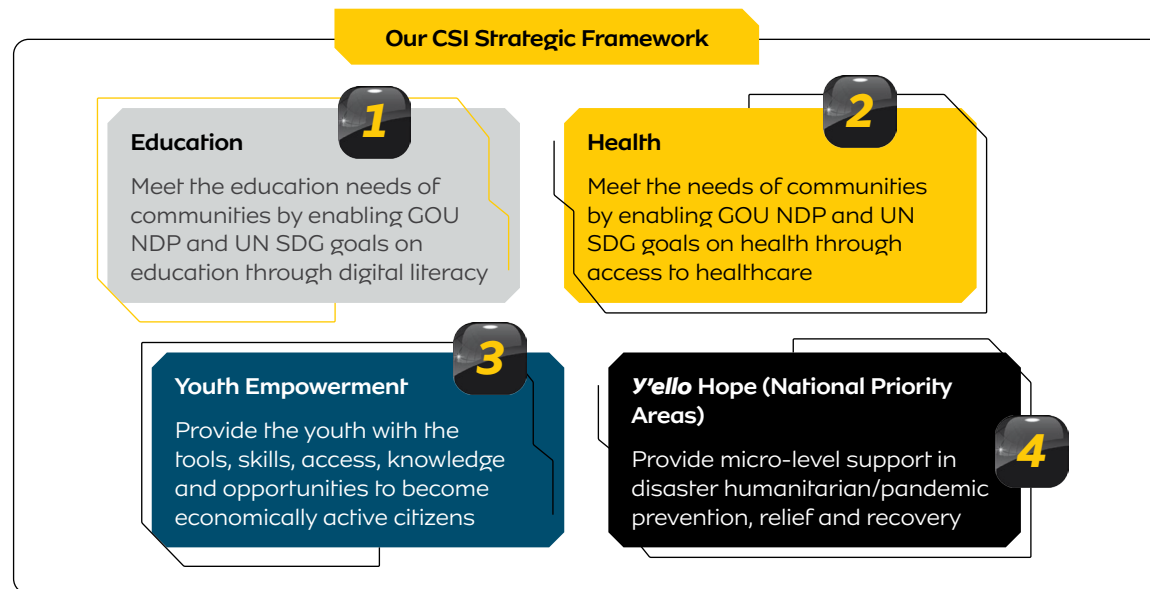 Our CSI Strategic Framework
1
Education
Meet the education needs of
communities by enabling GOU
NDP and UN SDG goals on
education through digital literacy
2
Health
Meet the needs of communities
by enabling GOU NDP and UN
SDG goals on health through
access to healthcare
3
Youth Empowerment
Provide the youth with the
tools, skills, access, knowledge
and opportunities to become
economically active citizens
4
Y'ello Hope (National Priority
Areas)
Provide micro-level support in
disaster humanitarian/pandemic
prevention, relief and recovery